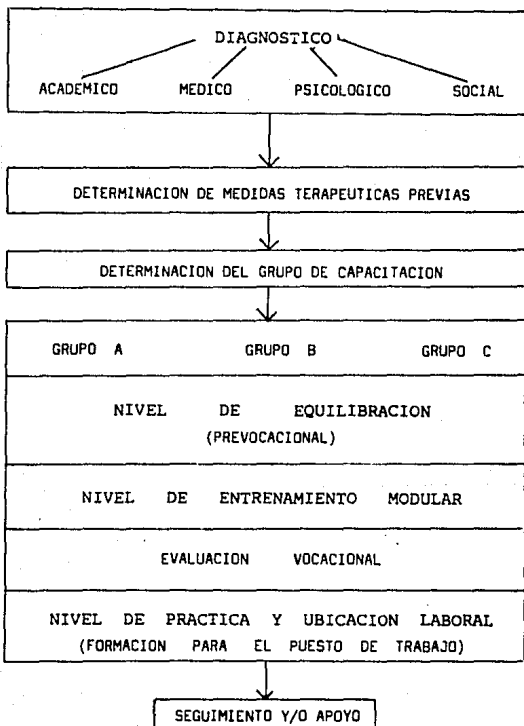 DIAGNOSTICO
ACADEMICO MEDICO PSICOLOGICO SOCIAL
DETERMINACION DE MEDIDAS TERAPEUTICAS PREVIAS
DETERMINACION DEL GRUPO DE CAPACITACION
GRUPO A GRUPO B GRUPO C
NIVEL DE EQUILIBRACION
(PREVOCACIONAL)
NIVEL DE ENTRENAMIENTO MODULAR
EVALUACION VOCACIONAL
NIVEL DE PRACTICA Y UBICACION LABORAL
(FORMACION PARA EL PUESTO DE TRABAJO)
SEGUIMIENTO Y/O APOYO